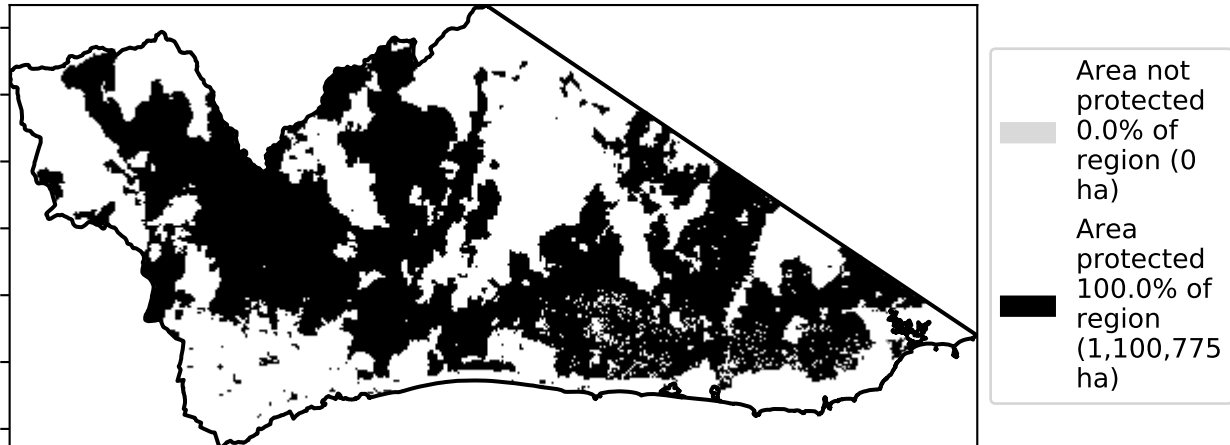 Area not
protected
0.0% of
region (0
ha)
Area
protected
100.0% of
region
(1,100,775
ha)